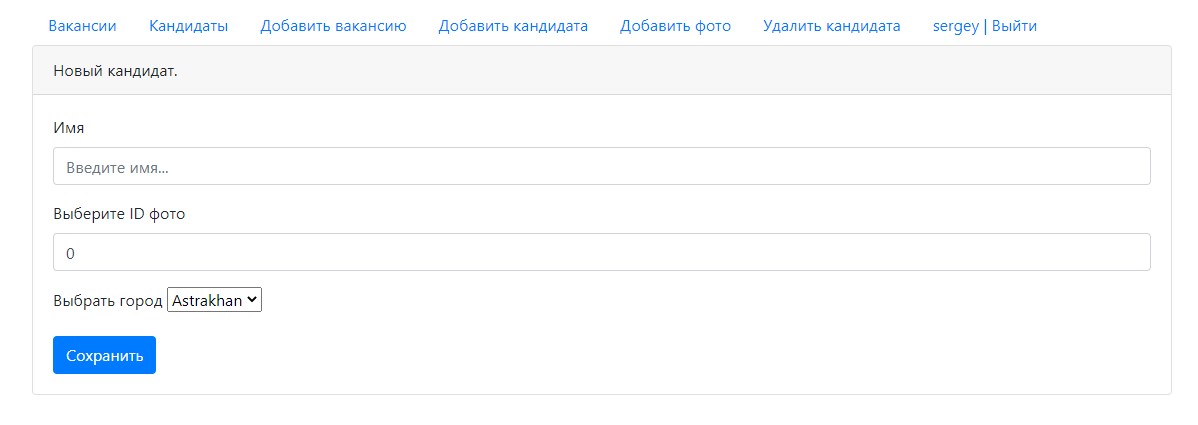 Вакансии Кандидаты Добавить вакансию Добавить кандидата Добавить фото Удалить кандидата sergey | Выйти
Новый кандидат.
Имя
Введите имя...
Выберите ID фото
0
Выбрать город Astrakhan
Сохранить